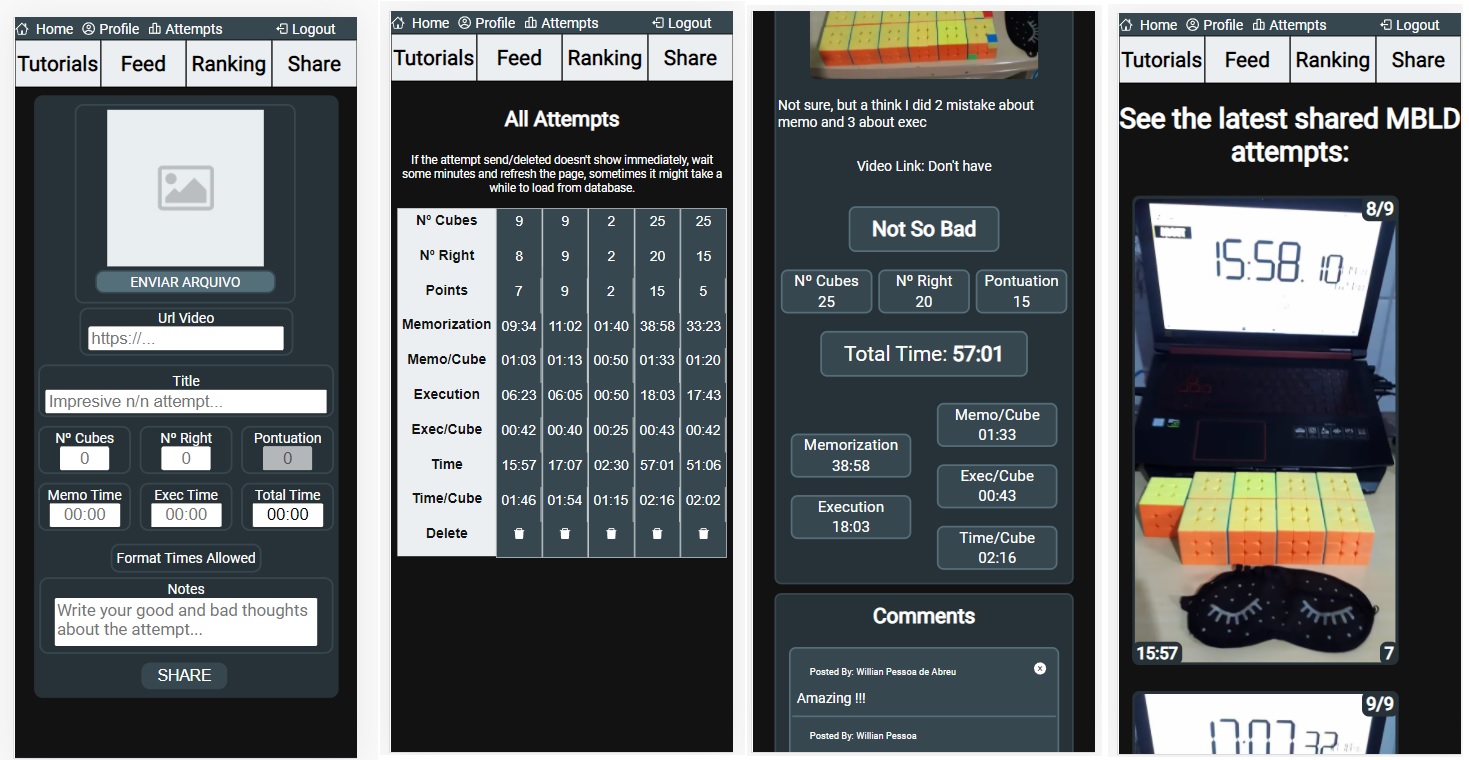 Home Profile Attempts Logout
Tutorials Feed Ranking Share
ENVIAR ARQUIVO
Url Video
https://...
Title
Impresive n/n attempt...
Nº Cubes Nº Right Pontuation
0 0 0
Memo Time Exec Time Total Time
00:00 00:00 00:00
Format Times Allowed
Notes
Write your good and bad thoughts
about the attempt...
SHARE
Home Profile Attempts Logout
Tutorials Feed Ranking Share
All Attempts
If the attempt send/deleted doesn't show immediately, wait
some minutes and refresh the page, sometimes it might take a
while to load from database.
Nº Cubes 9 9 2 25 25
Nº Right 8 9 2 20 15
Points 7 9 2 15 5
Memorization 09:34 11:02 01:40 38:58 33:23
Memo/Cube 01:03 01:13 00:50 01:33 01:20
Execution 06:23 06:05 00:50 18:03 17:43
Exec/Cube 00:42 00:40 00:25 00:43 00:42
Time 15:57 17:07 02:30 57:01 51:06
Time/Cube 01:46 01:54 01:15 02:16 02:02
Delete
Not sure, but a think I did 2 mistake about
memo and 3 about exec
Video Link: Don't have
Not So Bad
Nº Cubes Nº Right Pontuation
25 20 15
Total Time: 57:01
Memorization
38:58
Execution
18:03
Memo/Cube
01:33
Exec/Cube
00:43
Time/Cube
02:16
Comments
Posted By: Willian Pessoa de Abreu
Amazing !!!
Posted By: Willian Pessoa
Home Profile Attempts Logout
Tutorials Feed Ranking Share
See the latest shared MBLD
attempts:
8/9
15:58.10
15:57 7
9/9
17:07.32